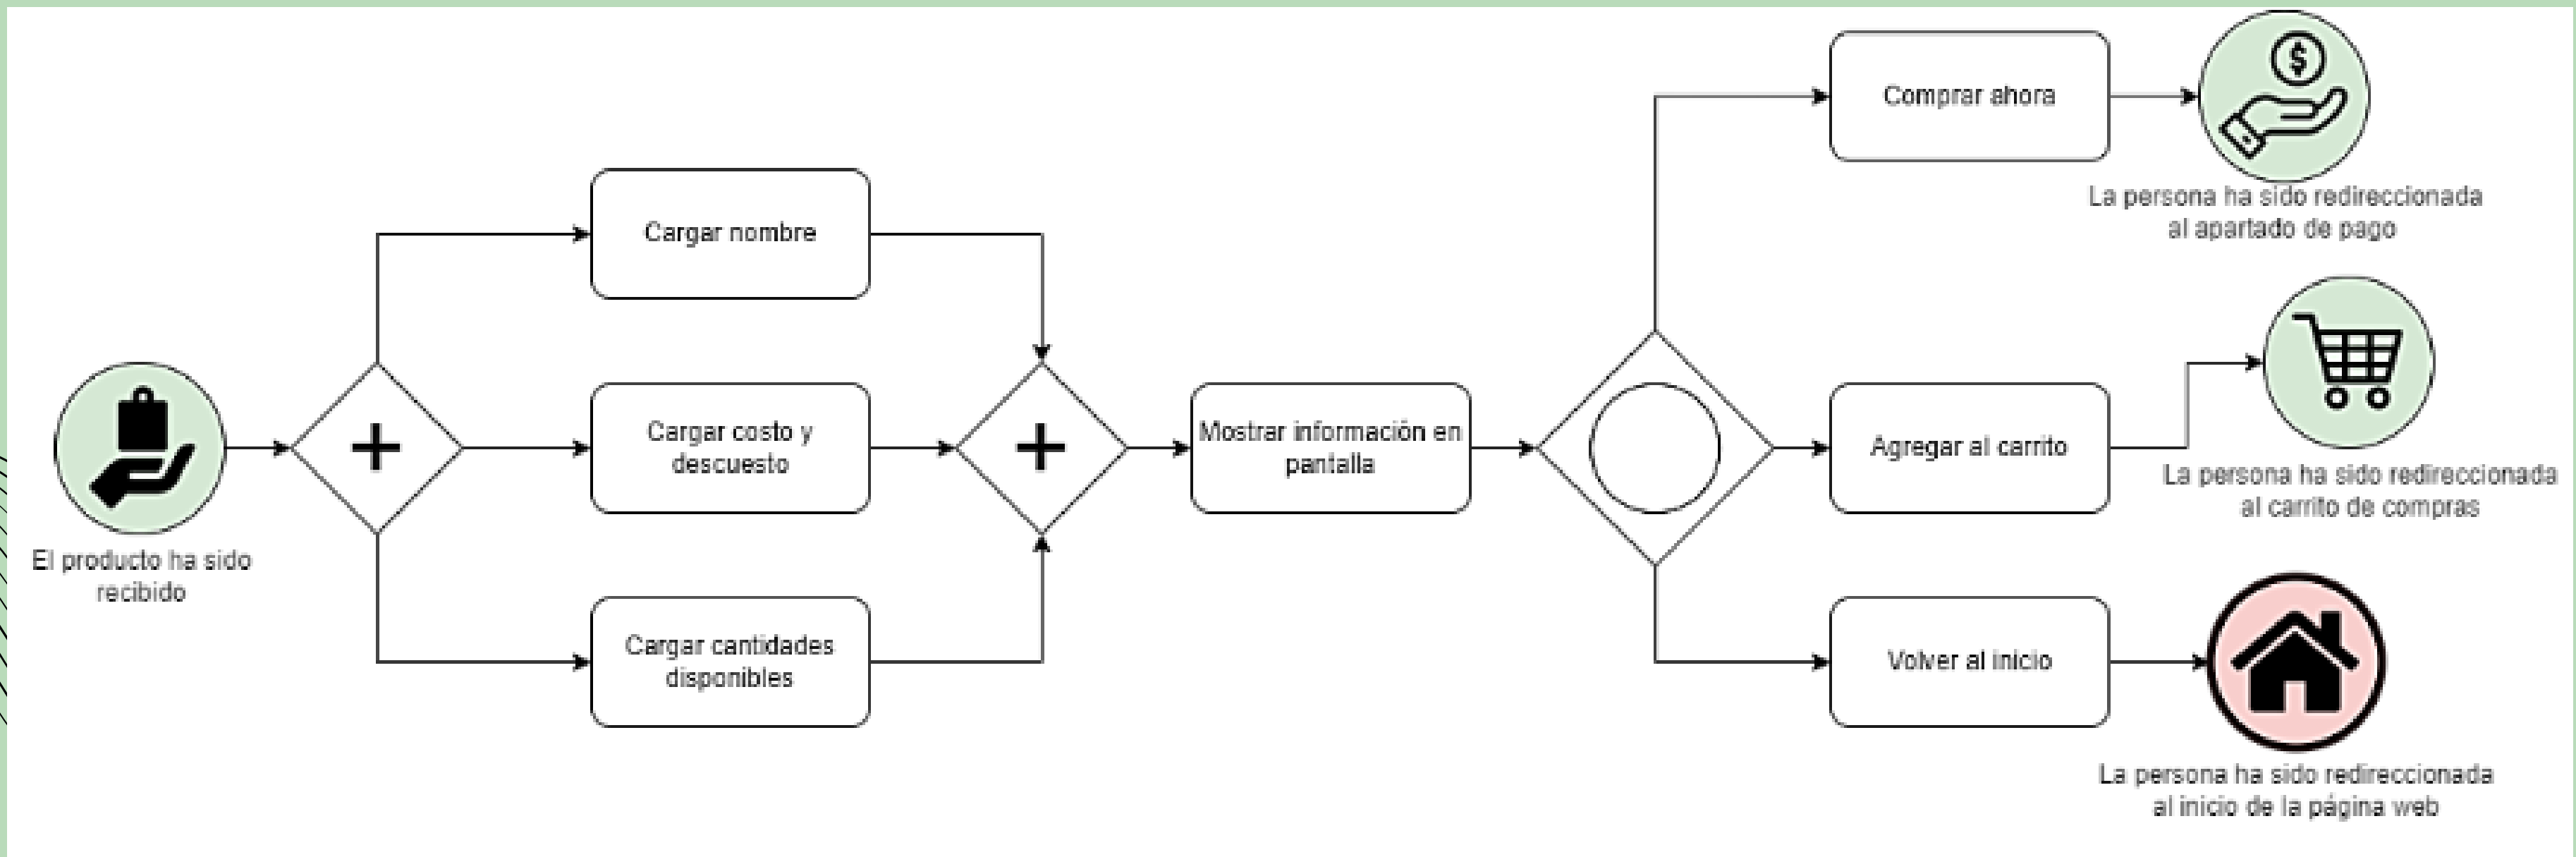 El producto ha sido
recibido
Cargar nombre
Cargar costo y
descuesto
Cargar cantidades
disponibles
Mostrar información en
pantalla
Comprar ahora
La persona ha sido redireccionada
al apartado de pago
Agregar al carrito
La persona ha sido redireccionada
al carrito de compras
Volver al inicio
La persona ha sido redireccionada
al inicio de la página web